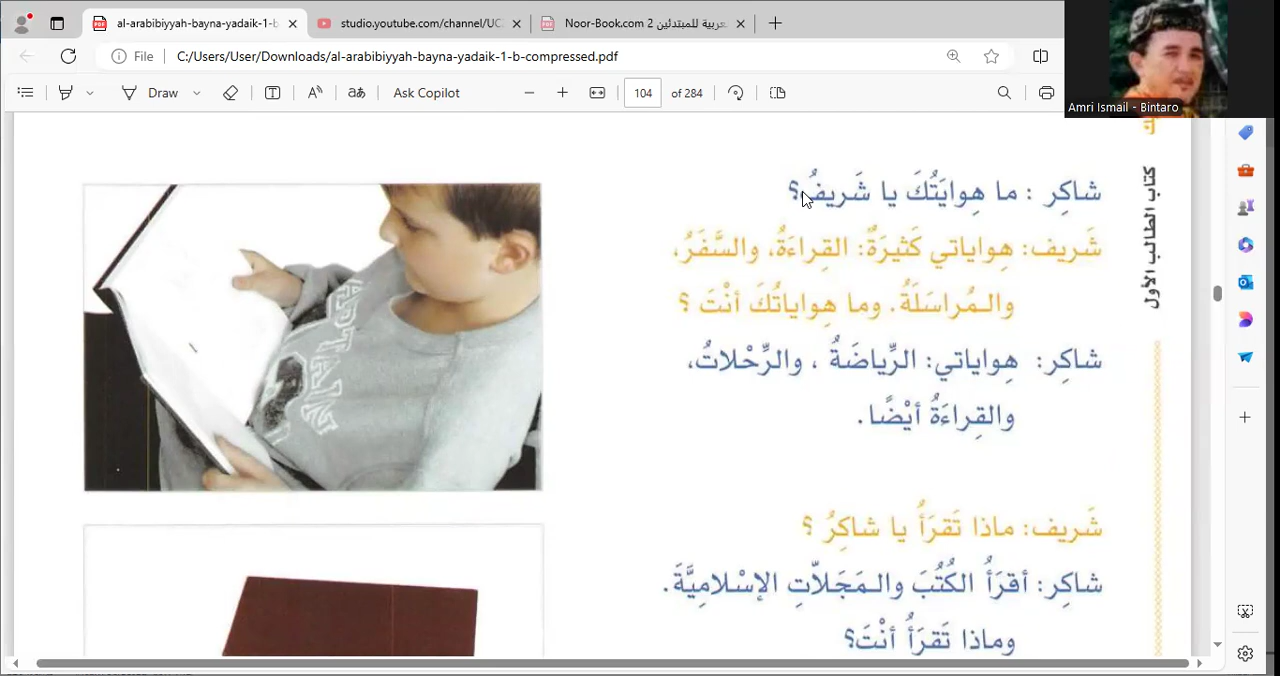 al-arabibiyyah-bayna-yadaik-1-b
studio.youtube.com/channel/UC
Noor-Book.com 2 عربية للمبتدئين
File
C:/Users/User/Downloads/al-arabibiyyah-bayna-yadaik-1-b-compressed.pdf
Draw
Ask Copilot
104 of 284
Amri Ismail - Bintaro
كتاب الطالب الأول
شاكِر : ما هِوايَتُكَ يا شَريفُ؟
شَريف: هِواياتي كَثيرَةٌ: القِراءَةُ، والسَّفَرُ،
والـمُراسَلَةُ. وما هِواياتُكَ أنْتَ ؟
شاكِر: هِواياتي: الرِّياضَةُ ، والرِّحْلاتُ،
والقِراءَةُ أيْضًا.
شَريف: ماذا تَقرَأُ يا شاكِرُ ؟
شاكِر: أقرَأُ الكُتُبَ والـمَجَلاّتِ الإسْلامِيَّةَ.
وماذا تَقرَأُ أنْتَ؟